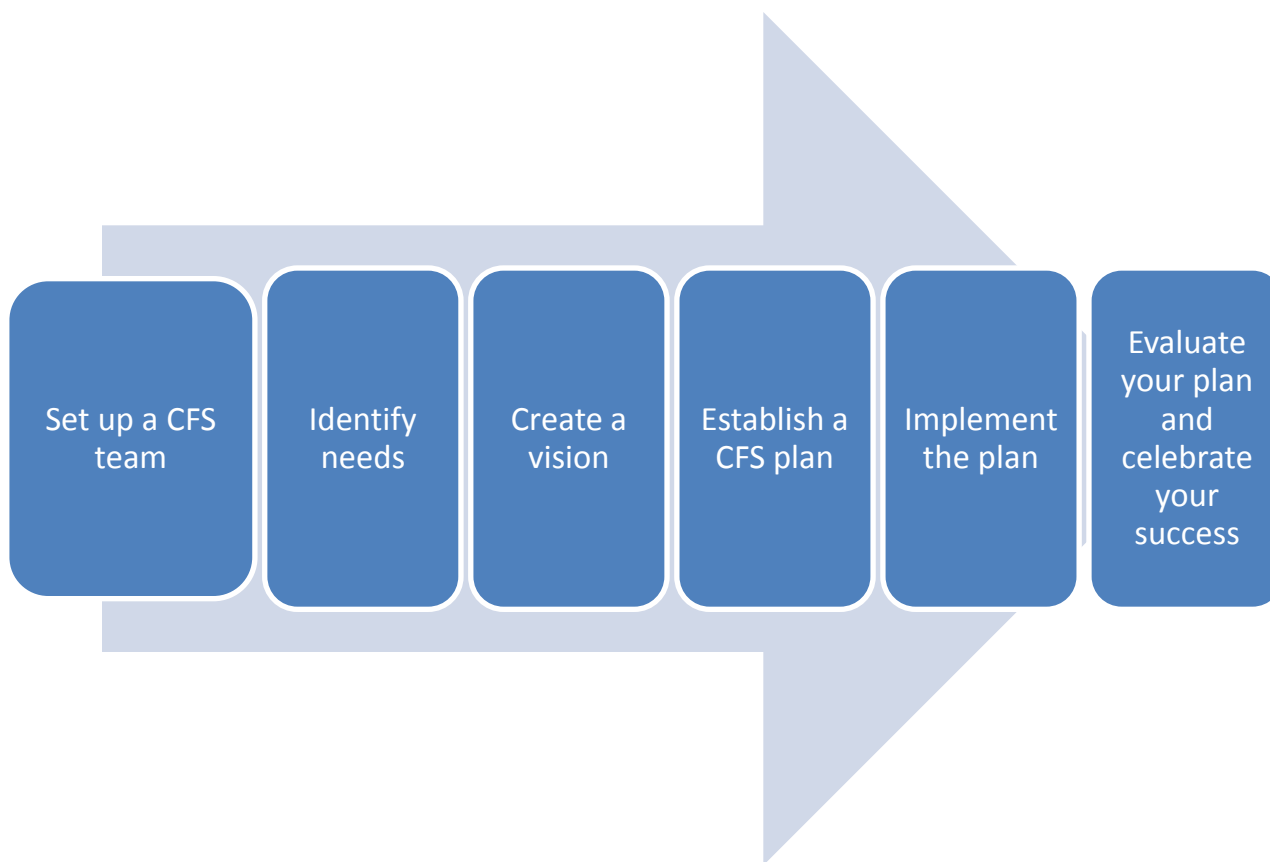 Set up a CFS
team
Identify
needs
Create a
vision
Establish a
CFS plan
Implement
the plan
Evaluate
your plan
and
celebrate
your
success